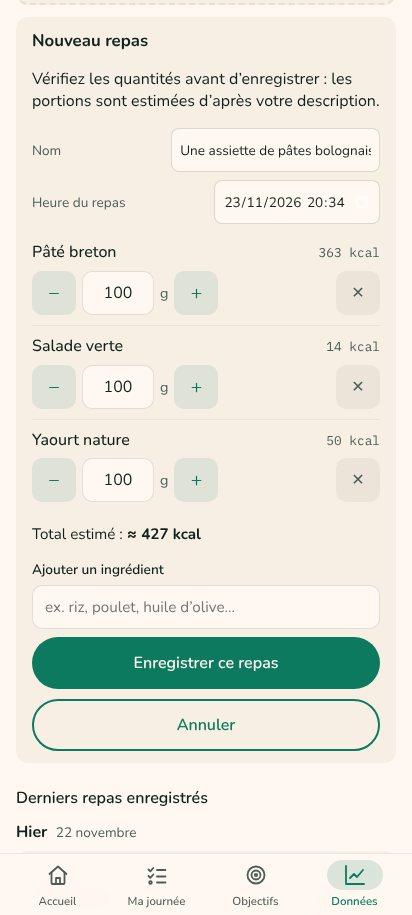 Nouveau repas
Vérifiez les quantités avant d’enregistrer : les
portions sont estimées d’après votre description.
Nom
Une assiette de pâtes bolognais
Heure du repas
23/11/2026 20:34
Pâté breton
363 kcal
− 100 g + ×
Salade verte
14 kcal
− 100 g + ×
Yaourt nature
50 kcal
− 100 g + ×
Total estimé : ≈ 427 kcal
Ajouter un ingrédient
ex. riz, poulet, huile d’olive…
Enregistrer ce repas
Annuler
Derniers repas enregistrés
Hier 22 novembre
Accueil
Ma journée
Objectifs
Données